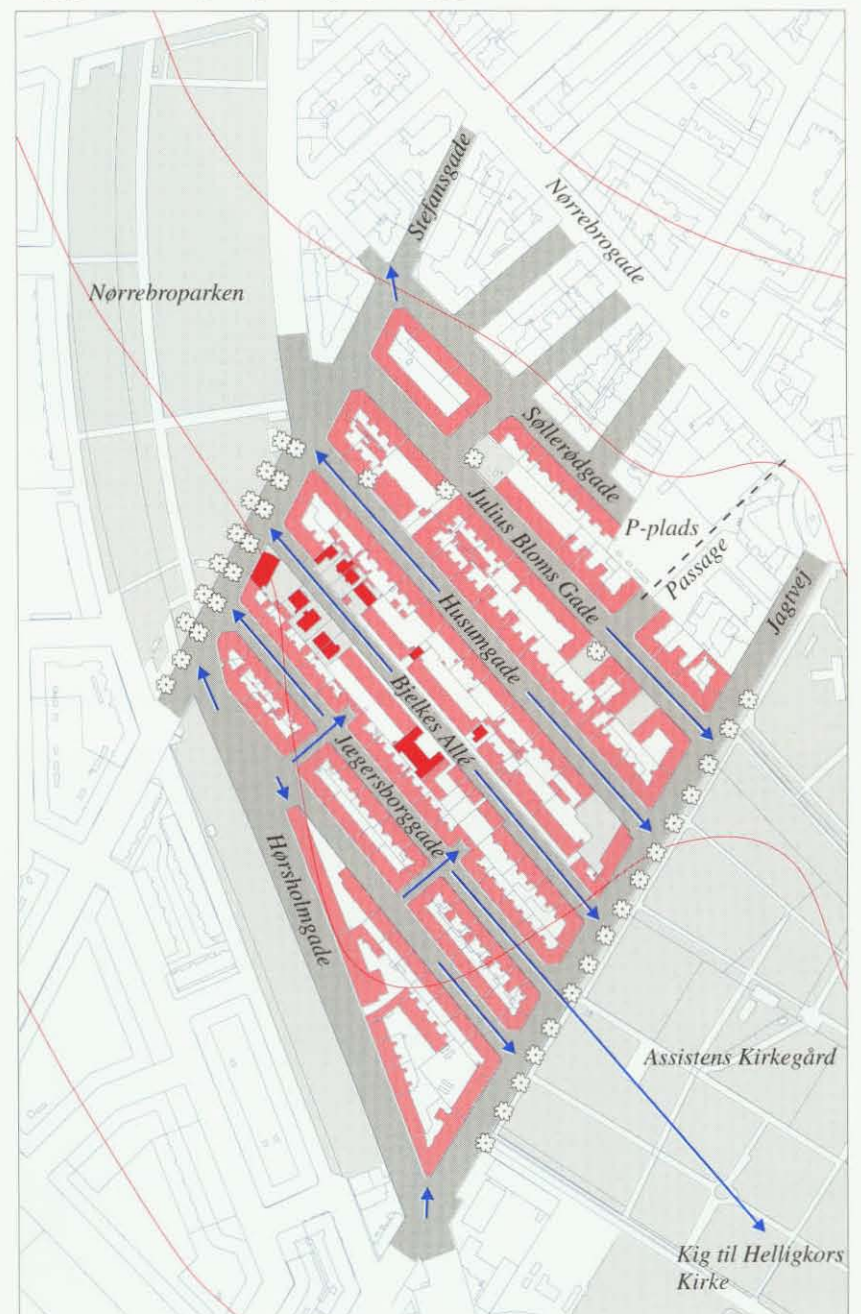 Stefansgade
Nørrebrogade
Nørrebroparken
Søllerødgade
P-plads
Julius Bloms Gade
Passage
Jagtvej
Husumgade
Bjelkes Allé
Jægersborggade
Hørsholmgade
Assistens Kirkegård
Kig til Helligkors
Kirke